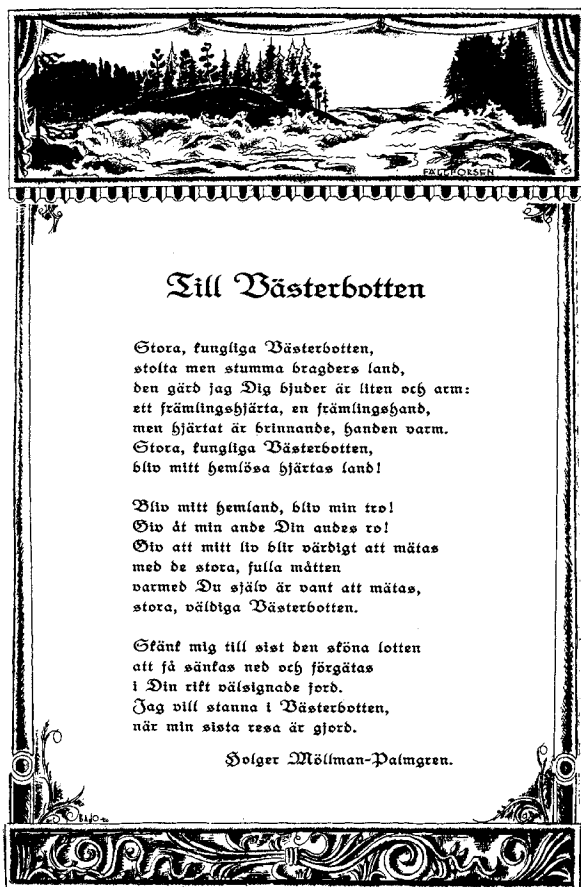 FÄLLFORSEN
Till Västerbotten
Stora, kungliga Västerbotten,
stolta men stumma bragders land,
den gärd jag Dig bjuder är liten och arm:
ett främlingshjärta, en främlingshand,
men hjärtat är brinnande, handen varm.
Stora, kungliga Västerbotten,
bliv mitt hemlösa hjärtas land!
Bliv mitt hemland, bliv min tro!
Giv åt min ande Din andes ro!
Giv att mitt liv blir värdigt att mätas
med de stora, fulla måtten
varmed Du själv är vant att mätas,
stora, väldiga Västerbotten.
Skänk mig till sist den sköna lotten
att få sänkas ned och förgätas
i Din rikt välsignade jord.
Jag vill stanna i Västerbotten,
när min sista resa är gjord.
Holger Möllman-Palmgren.